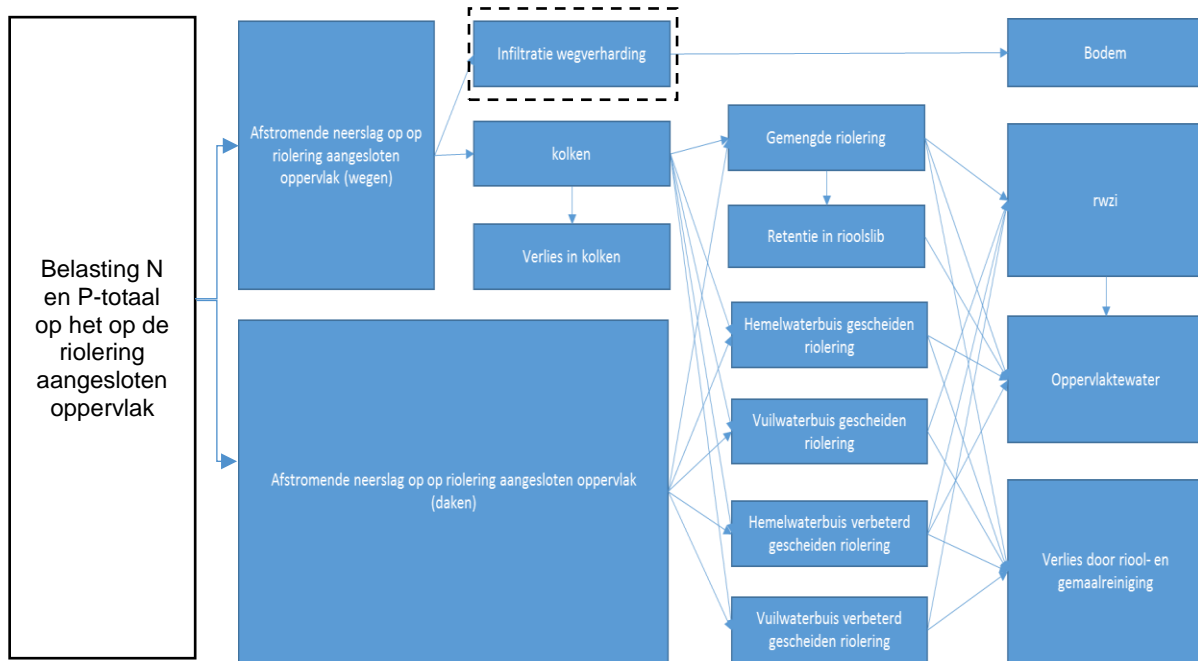 Belasting N
en P-totaal
op het op de
riolering
aangesloten
oppervlak
Afstromende neerslag op op
riolering aangesloten
oppervlak (wegen)
Afstromende neerslag op op riolering aangesloten oppervlak
(daken)
Infiltratie wegverharding
kolken
Verlies in kolken
Gemengde riolering
Retentie in rioolslib
Hemelwaterbuis gescheiden
riolering
Vuilwaterbuis gescheiden
riolering
Hemelwaterbuis verbeterd
gescheiden riolering
Vuilwaterbuis verbeterd
gescheiden riolering
Bodem
rwzi
Oppervlaktewater
Verlies door riool- en
gemaalreiniging